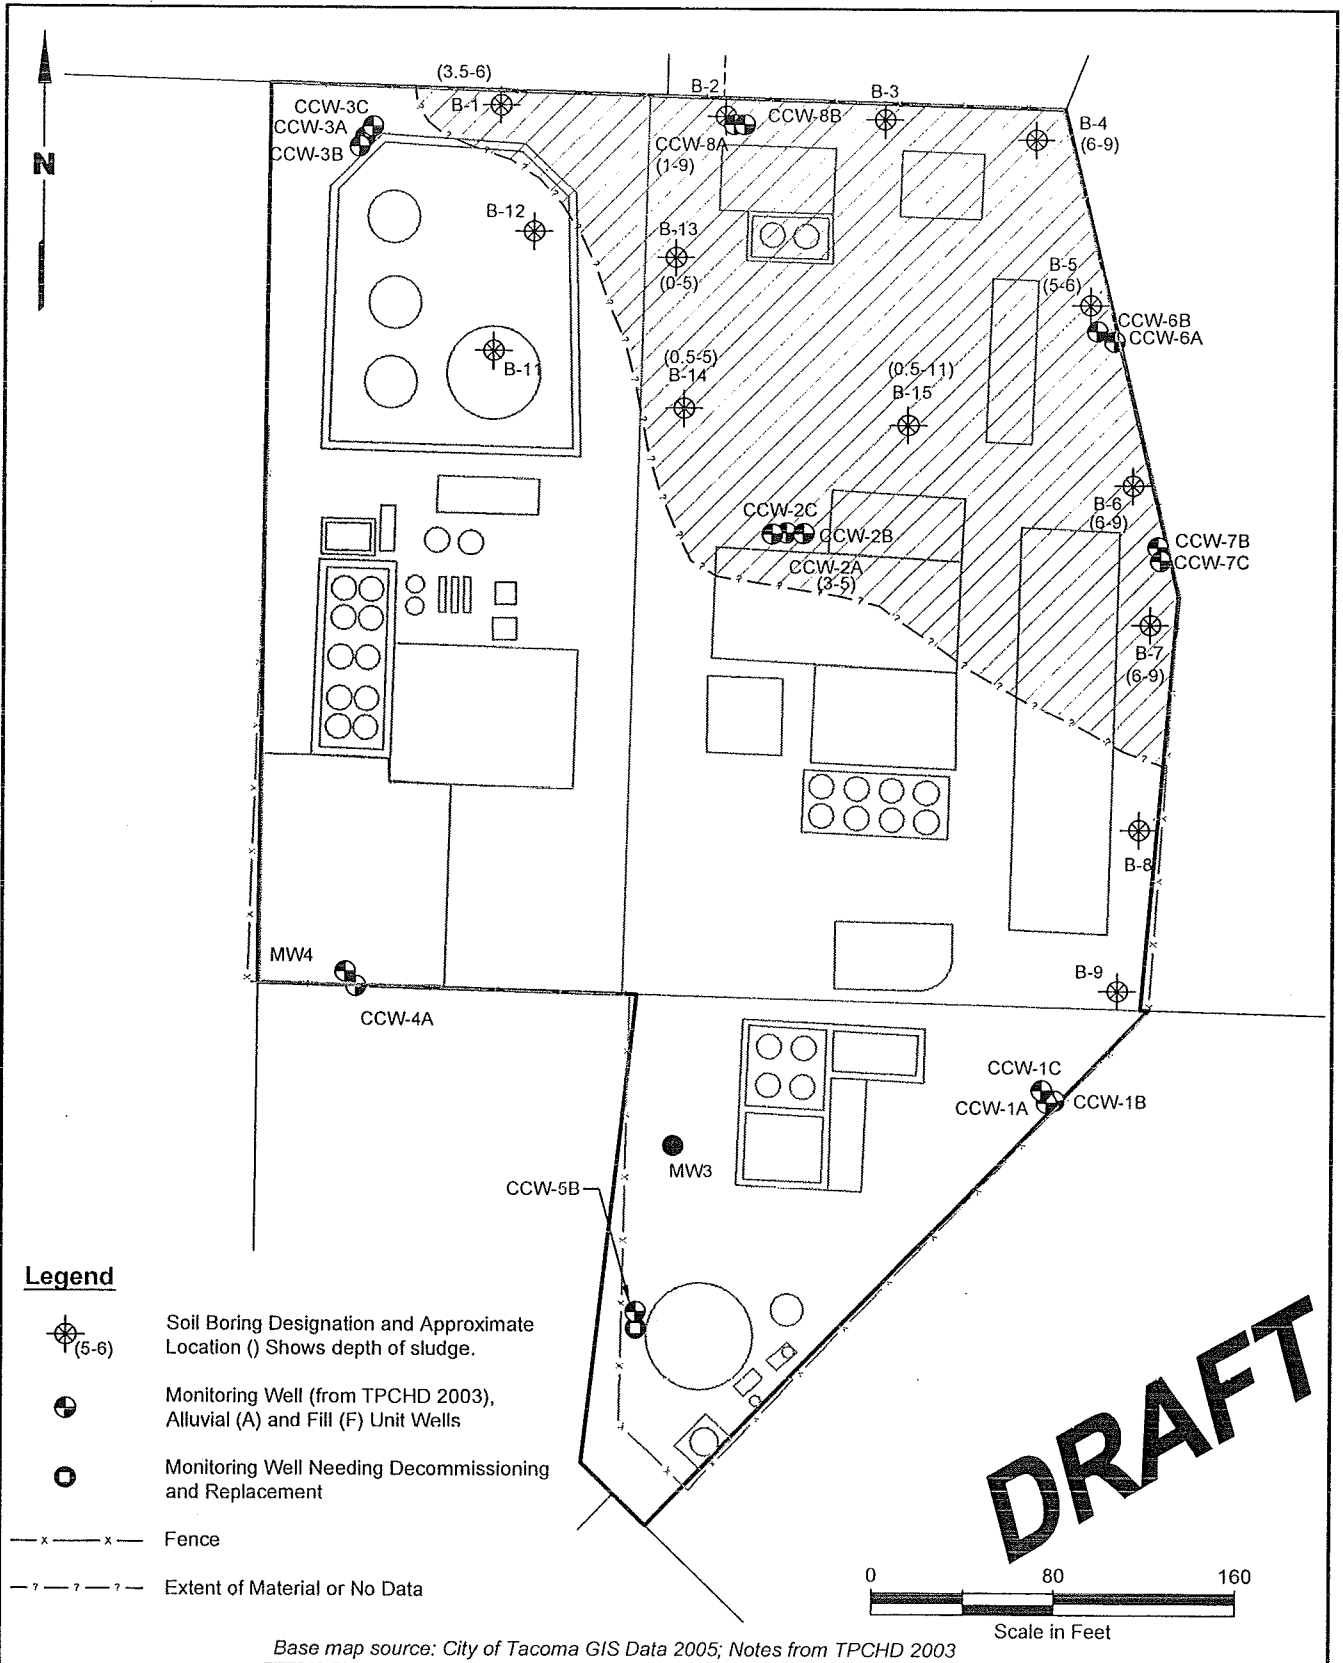 N
(3.5-6)
B-1
B-2
B-3
B-4
(6-9)
CCW-3C
CCW-3A
CCW-3B
CCW-8B
CCW-8A
(1-9)
B-12
B-13
(0-5)
B-5
(5-6)
CCW-6B
CCW-6A
B-11
(0.5-5)
B-14
(0.5-11)
B-15
B-6
(6-9)
CCW-2C
CCW-2B
CCW-2A
(3-5)
CCW-7B
CCW-7C
B-7
(6-9)
B-8
MW4
CCW-4A
B-9
CCW-1C
CCW-1A
CCW-1B
MW3
CCW-5B
Legend
(5-6)
Soil Boring Designation and Approximate
Location () Shows depth of sludge.
Monitoring Well (from TPCHD 2003),
Alluvial (A) and Fill (F) Unit Wells
Monitoring Well Needing Decommissioning
and Replacement
x x Fence
? ? ? Extent of Material or No Data
DRAFT
0 80 160
Scale in Feet
Base map source: City of Tacoma GIS Data 2005; Notes from TPCHD 2003